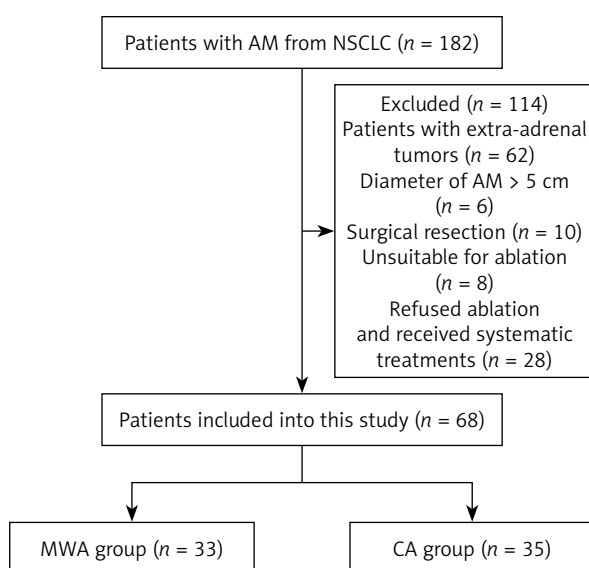 Patients with AM from NSCLC (n = 182)
Excluded (n = 114)
Patients with extra-adrenal
tumors (n = 62)
Diameter of AM > 5 cm
(n = 6)
Surgical resection (n = 10)
Unsuitable for ablation
(n = 8)
Refused ablation
and received systematic
treatments (n = 28)
Patients included into this study (n = 68)
MWA group (n = 33)
CA group (n = 35)